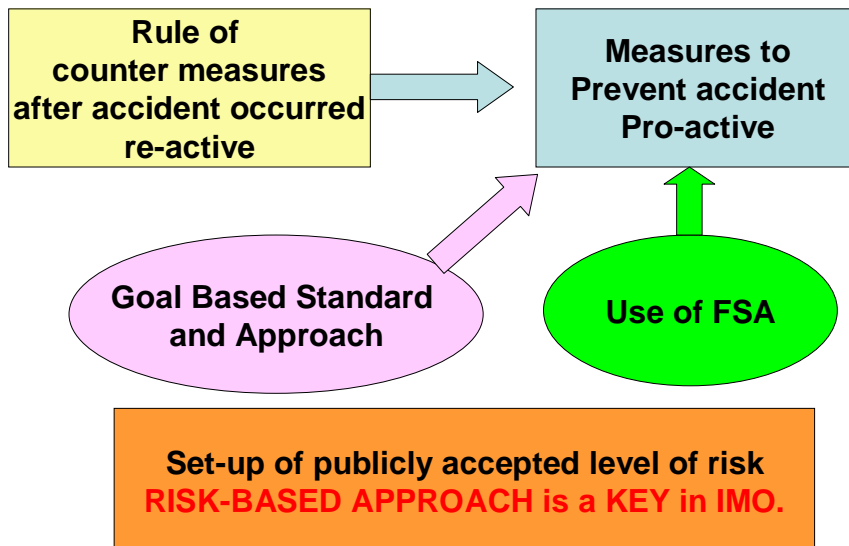 Rule of
counter measures
after accident occurred
re-active
Measures to
Prevent accident
Pro-active
Goal Based Standard
and Approach
Use of FSA
Set-up of publicly accepted level of risk
RISK-BASED APPROACH is a KEY in IMO.